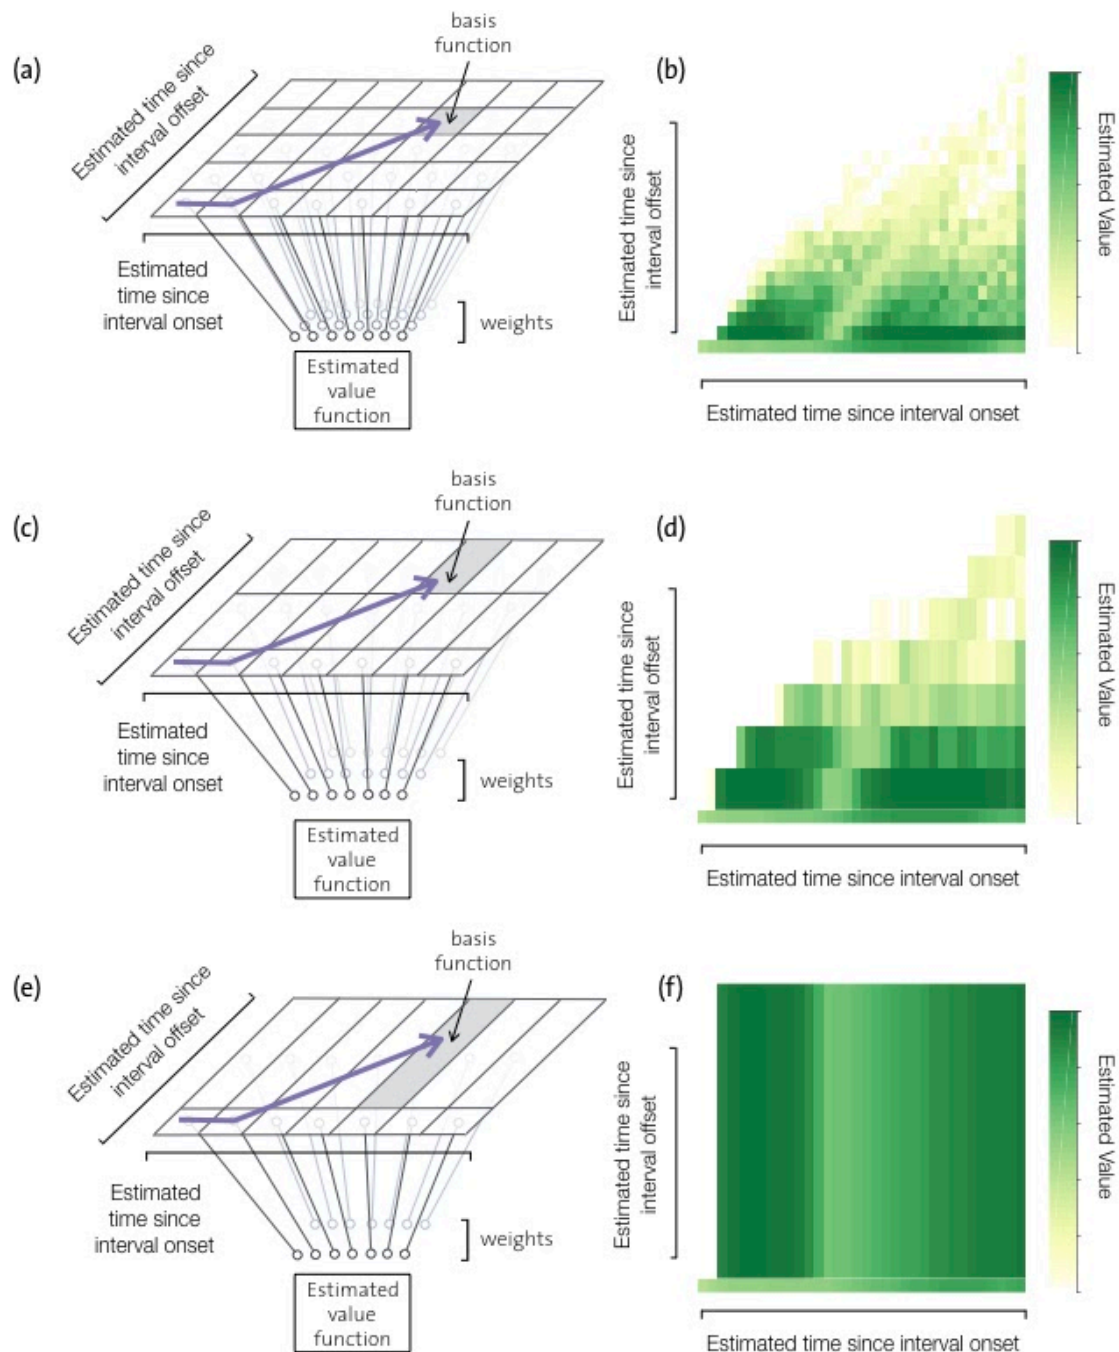 (a)
Estimated time since
interval offset
basis
function
Estimated
time since
interval onset
weights
Estimated
value
function
(b)
Estimated time since
interval offset
Estimated Value
Estimated time since interval onset
(c)
Estimated time since
interval offset
basis
function
Estimated
time since
interval onset
weights
Estimated
value
function
(d)
Estimated time since
interval offset
Estimated Value
Estimated time since interval onset
(e)
Estimated time since
interval offset
basis
function
Estimated
time since
interval onset
weights
Estimated
value
function
(f)
Estimated time since
interval offset
Estimated Value
Estimated time since interval onset